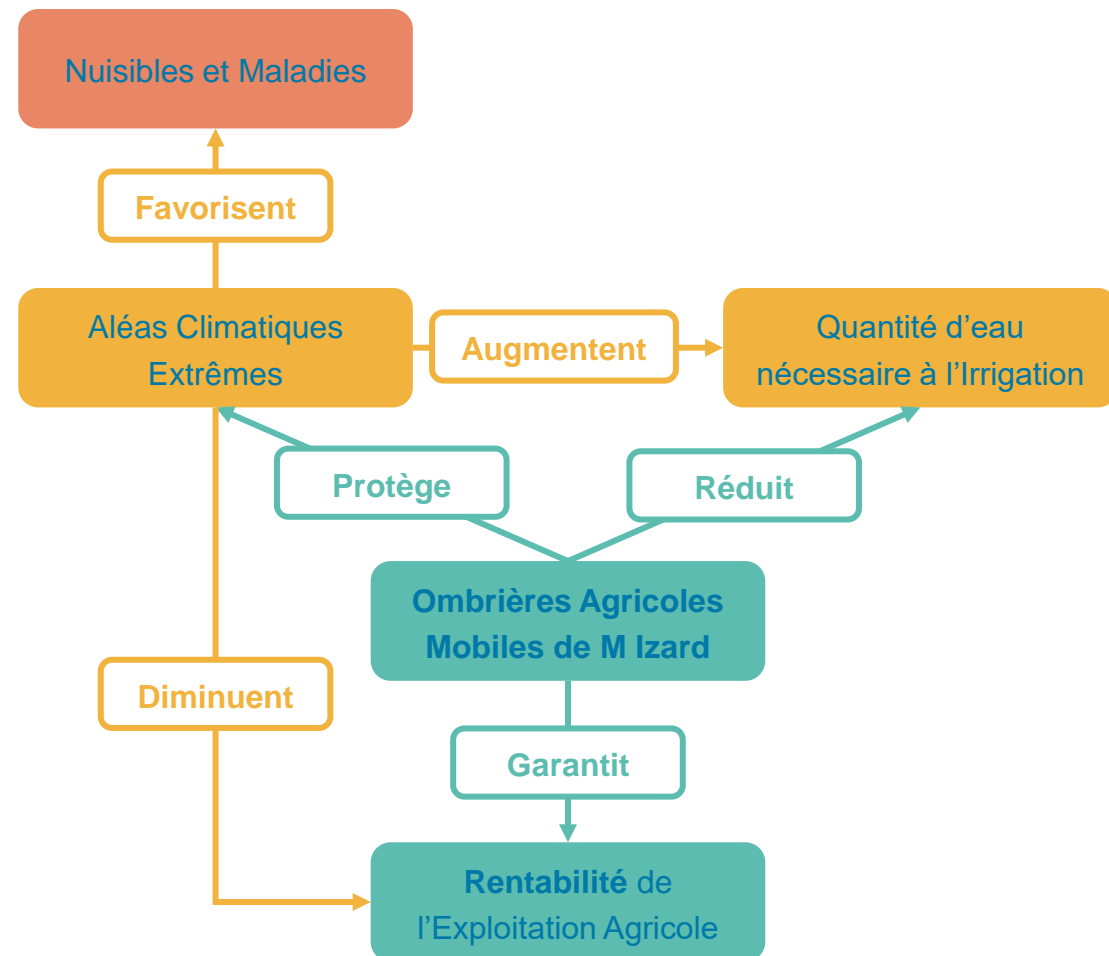 Nuisibles et Maladies
Favorisent
Aléas Climatiques
Extrêmes
Augmentent
Quantité d’eau
nécessaire à l’Irrigation
Protège
Réduit
Ombrières Agricoles
Mobiles de M Izard
Diminuent
Garantit
Rentabilité de
l’Exploitation Agricole